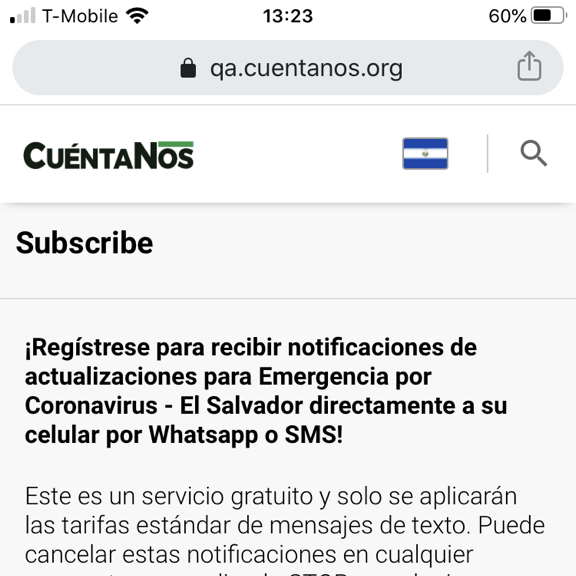 T-Mobile 13:23 60%
qa.cuentanos.org
CUÉNTANOS
Subscribe
¡Regístrese para recibir notificaciones de
actualizaciones para Emergencia por
Coronavirus - El Salvador directamente a su
celular por Whatsapp o SMS!
Este es un servicio gratuito y solo se aplicarán
las tarifas estándar de mensajes de texto. Puede
cancelar estas notificaciones en cualquier